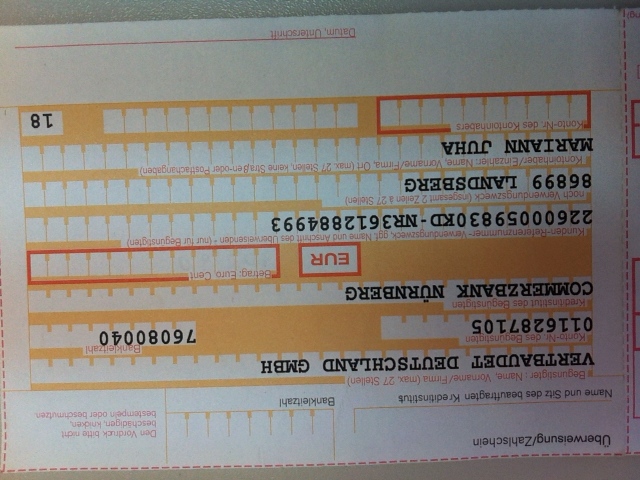 Überweisung/Zahlschein
Den Vordruck bitte nicht
beschädigen, knicken,
bestempeln oder beschmutzen.
Name und Sitz des beauftragten Kreditinstituts
Bankleitzahl
Begünstigter: Name, Vorname/Firma (max. 27 Stellen)
VERTBAUDET DEUTSCHLAND GMBH
Konto-Nr. des Begünstigten
Bankleitzahl
0116287105
76080040
Kreditinstitut des Begünstigten
COMMERZBANK NÜRNBERG
EUR
Betrag: Euro, Cent
Kunden-Referenznummer - Verwendungszweck, ggf. Name und Anschrift des Überweisenden - (nur für Begünstigten)
22600059830KD-NR3612884993
noch Verwendungszweck (insgesamt 2 Zeilen à 27 Stellen)
86899 LANDSBERG
Kontoinhaber/Einzahler: Name, Vorname/Firma, Ort (max. 27 Stellen, keine Straßen- oder Postfachangaben)
MARIANN JUHA
Konto-Nr. des Kontoinhabers
18
Datum, Unterschrift